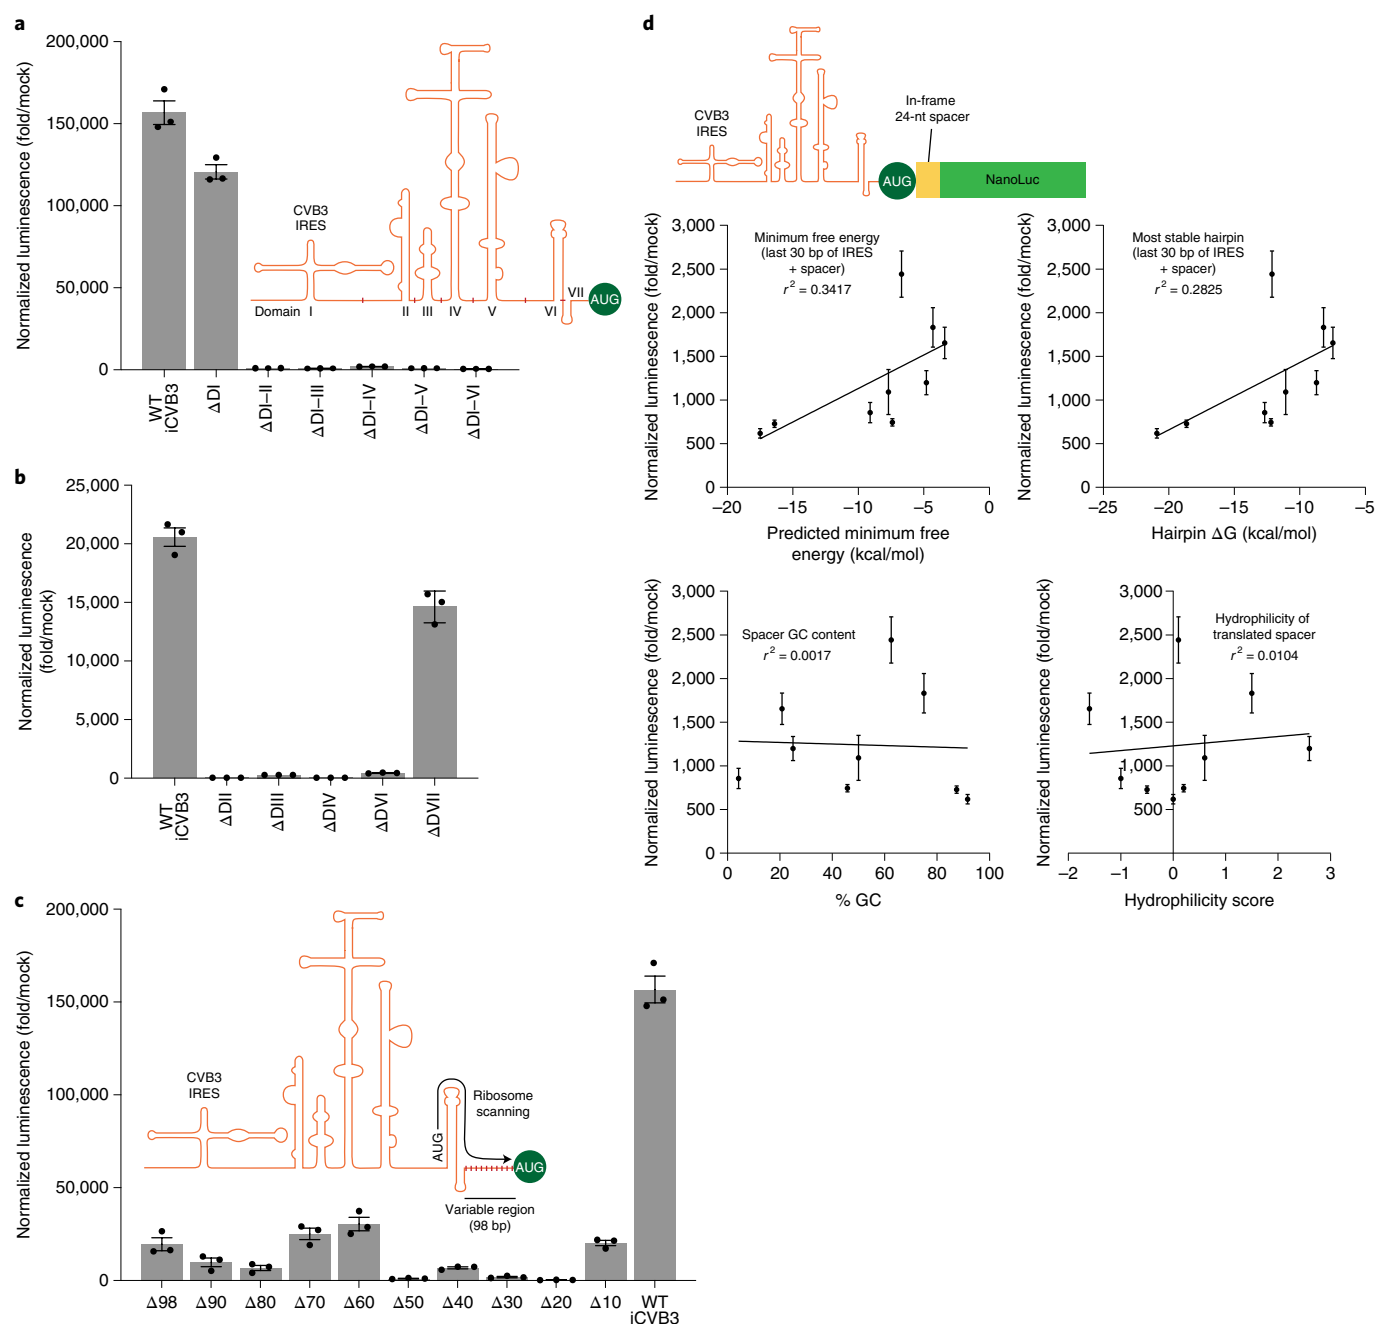 a
Normalized luminescence (fold/mock)
200,000
150,000
100,000
50,000
0
CVB3
IRES
Domain I II III IV V VI VII AUG
WT
iCVB3
ΔDI
ΔDI–II
ΔDI–III
ΔDI–IV
ΔDI–V
ΔDI–VI
b
Normalized luminescence
(fold/mock)
25,000
20,000
15,000
10,000
5,000
0
WT
iCVB3
ΔDII
ΔDIII
ΔDIV
ΔDVI
ΔDVII
c
Normalized luminescence (fold/mock)
200,000
150,000
100,000
50,000
0
CVB3
IRES
AUG
Ribosome
scanning
AUG
Variable region
(98 bp)
Δ98 Δ90 Δ80 Δ70 Δ60 Δ50 Δ40 Δ30 Δ20 Δ10 WT
iCVB3
d
CVB3
IRES
In-frame
24-nt spacer
AUG
NanoLuc
Normalized luminescence (fold/mock)
3,000
2,500
2,000
1,500
1,000
500
0
Minimum free energy
(last 30 bp of IRES
+ spacer)
r² = 0.3417
–20 –15 –10 –5 0
Predicted minimum free
energy (kcal/mol)
Normalized luminescence (fold/mock)
3,000
2,500
2,000
1,500
1,000
500
0
Most stable hairpin
(last 30 bp of IRES
+ spacer)
r² = 0.2825
–25 –20 –15 –10 –5
Hairpin ΔG (kcal/mol)
Normalized luminescence (fold/mock)
3,000
2,500
2,000
1,500
1,000
500
0
Spacer GC content
r² = 0.0017
0 20 40 60 80 100
% GC
Normalized luminescence (fold/mock)
3,000
2,500
2,000
1,500
1,000
500
Hydrophilicity of
translated spacer
r² = 0.0104
–2 –1 0 1 2 3
Hydrophilicity score